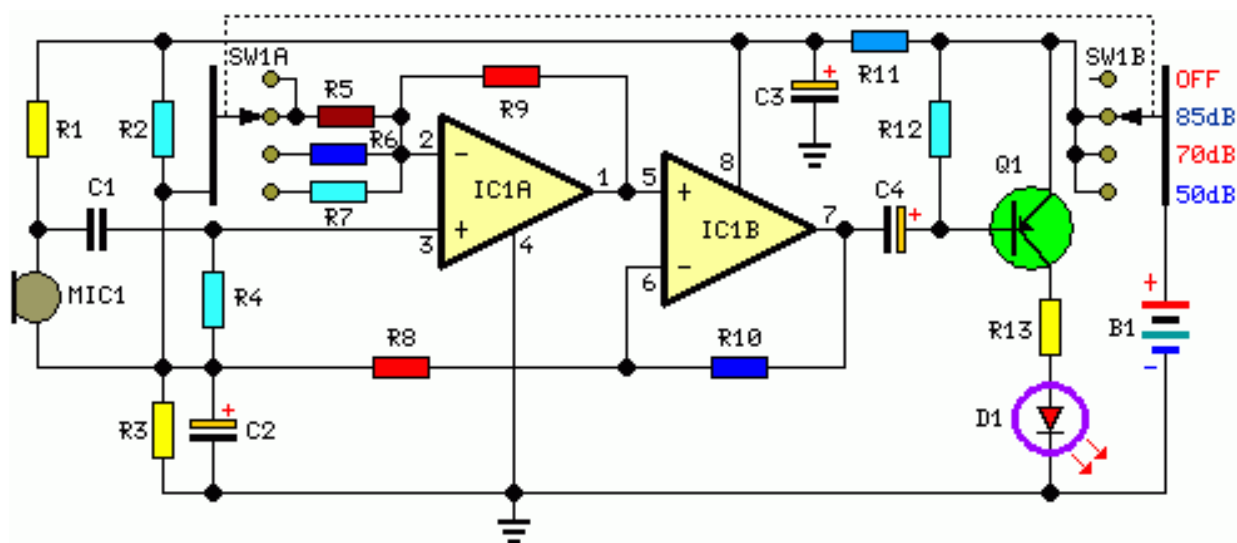 SW1A
SW1B
OFF
R1
R2
R5
R9
C3
+
R11
R12
85dB
R6
70dB
C1
R7
2
−
IC1A
1
5
+
8
Q1
50dB
3
+
4
IC1B
7
C4
+
6
−
MIC1
R4
R8
R10
R13
B1
+
−
R3
+
C2
D1